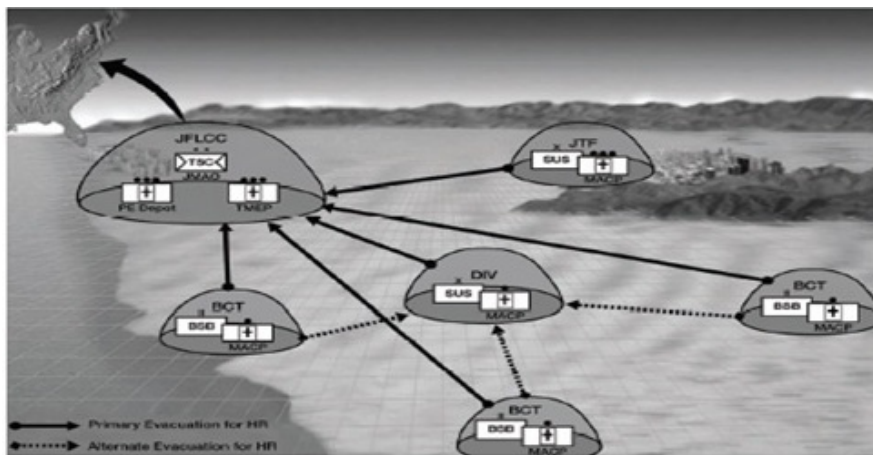 JFLCC
TSC
JMAO
PE Depot
TMEP
JTF
SUS
MACP
DIV
SUS
MACP
BCT
BSB
MACP
BCT
BSB
MACP
BCT
BSB
MACP
Primary Evacuation for HR
Alternate Evacuation for HR